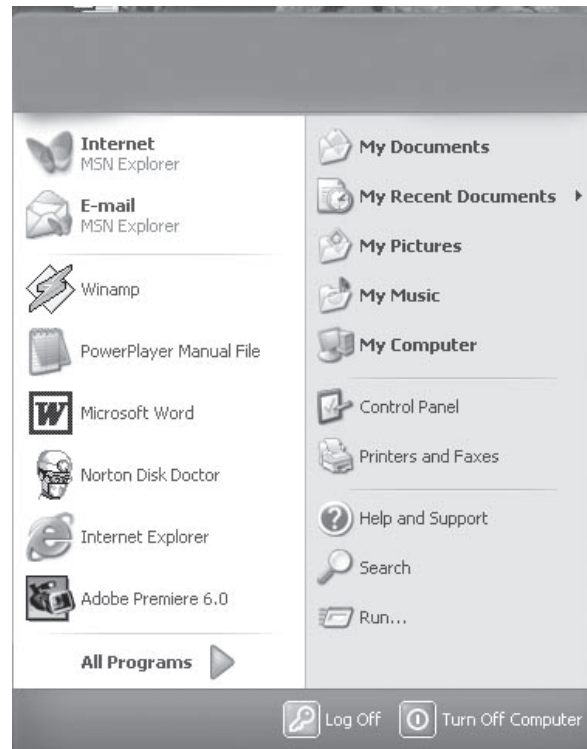 Internet
MSN Explorer
E-mail
MSN Explorer
Winamp
PowerPlayer Manual File
Microsoft Word
Norton Disk Doctor
Internet Explorer
Adobe Premiere 6.0
All Programs
My Documents
My Recent Documents
My Pictures
My Music
My Computer
Control Panel
Printers and Faxes
Help and Support
Search
Run...
Log Off
Turn Off Computer